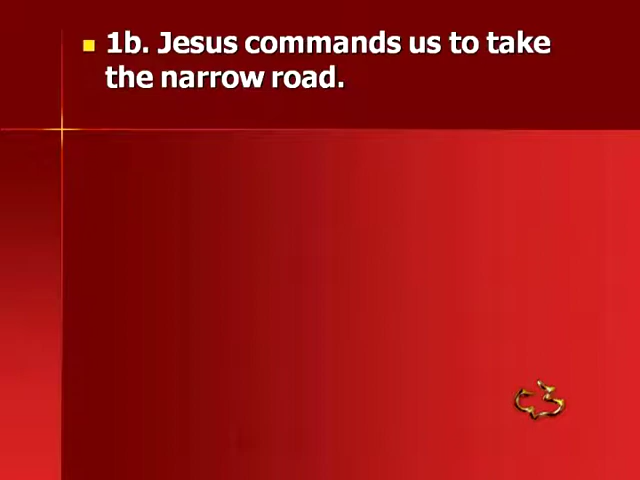 1b. Jesus commands us to take
the narrow road.